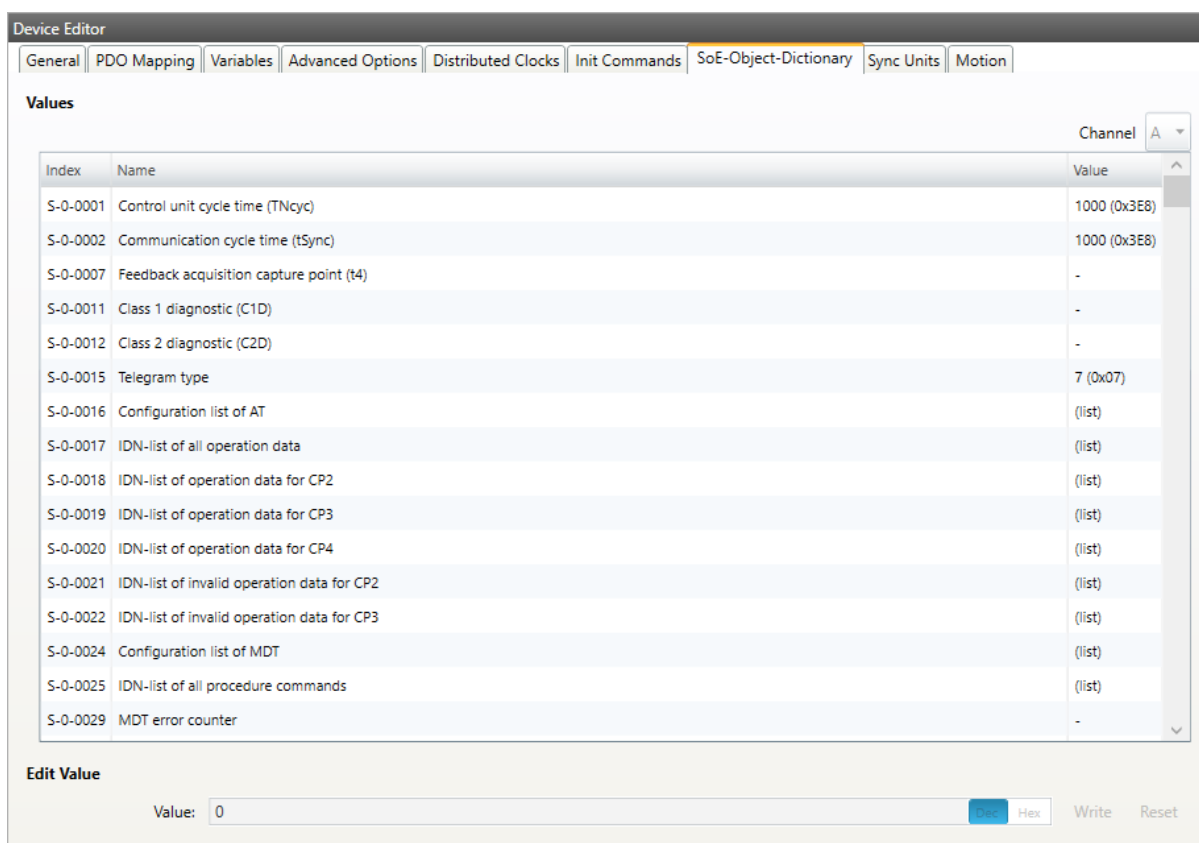 Device Editor
General PDO Mapping Variables Advanced Options Distributed Clocks Init Commands SoE-Object-Dictionary Sync Units Motion
Values
Channel A
Index Name Value
S-0-0001 Control unit cycle time (TNcyc) 1000 (0x3E8)
S-0-0002 Communication cycle time (tSync) 1000 (0x3E8)
S-0-0007 Feedback acquisition capture point (t4) -
S-0-0011 Class 1 diagnostic (C1D) -
S-0-0012 Class 2 diagnostic (C2D) -
S-0-0015 Telegram type 7 (0x07)
S-0-0016 Configuration list of AT (list)
S-0-0017 IDN-list of all operation data (list)
S-0-0018 IDN-list of operation data for CP2 (list)
S-0-0019 IDN-list of operation data for CP3 (list)
S-0-0020 IDN-list of operation data for CP4 (list)
S-0-0021 IDN-list of invalid operation data for CP2 (list)
S-0-0022 IDN-list of invalid operation data for CP3 (list)
S-0-0024 Configuration list of MDT (list)
S-0-0025 IDN-list of all procedure commands (list)
S-0-0029 MDT error counter -
Edit Value
Value: 0 Dec Hex Write Reset